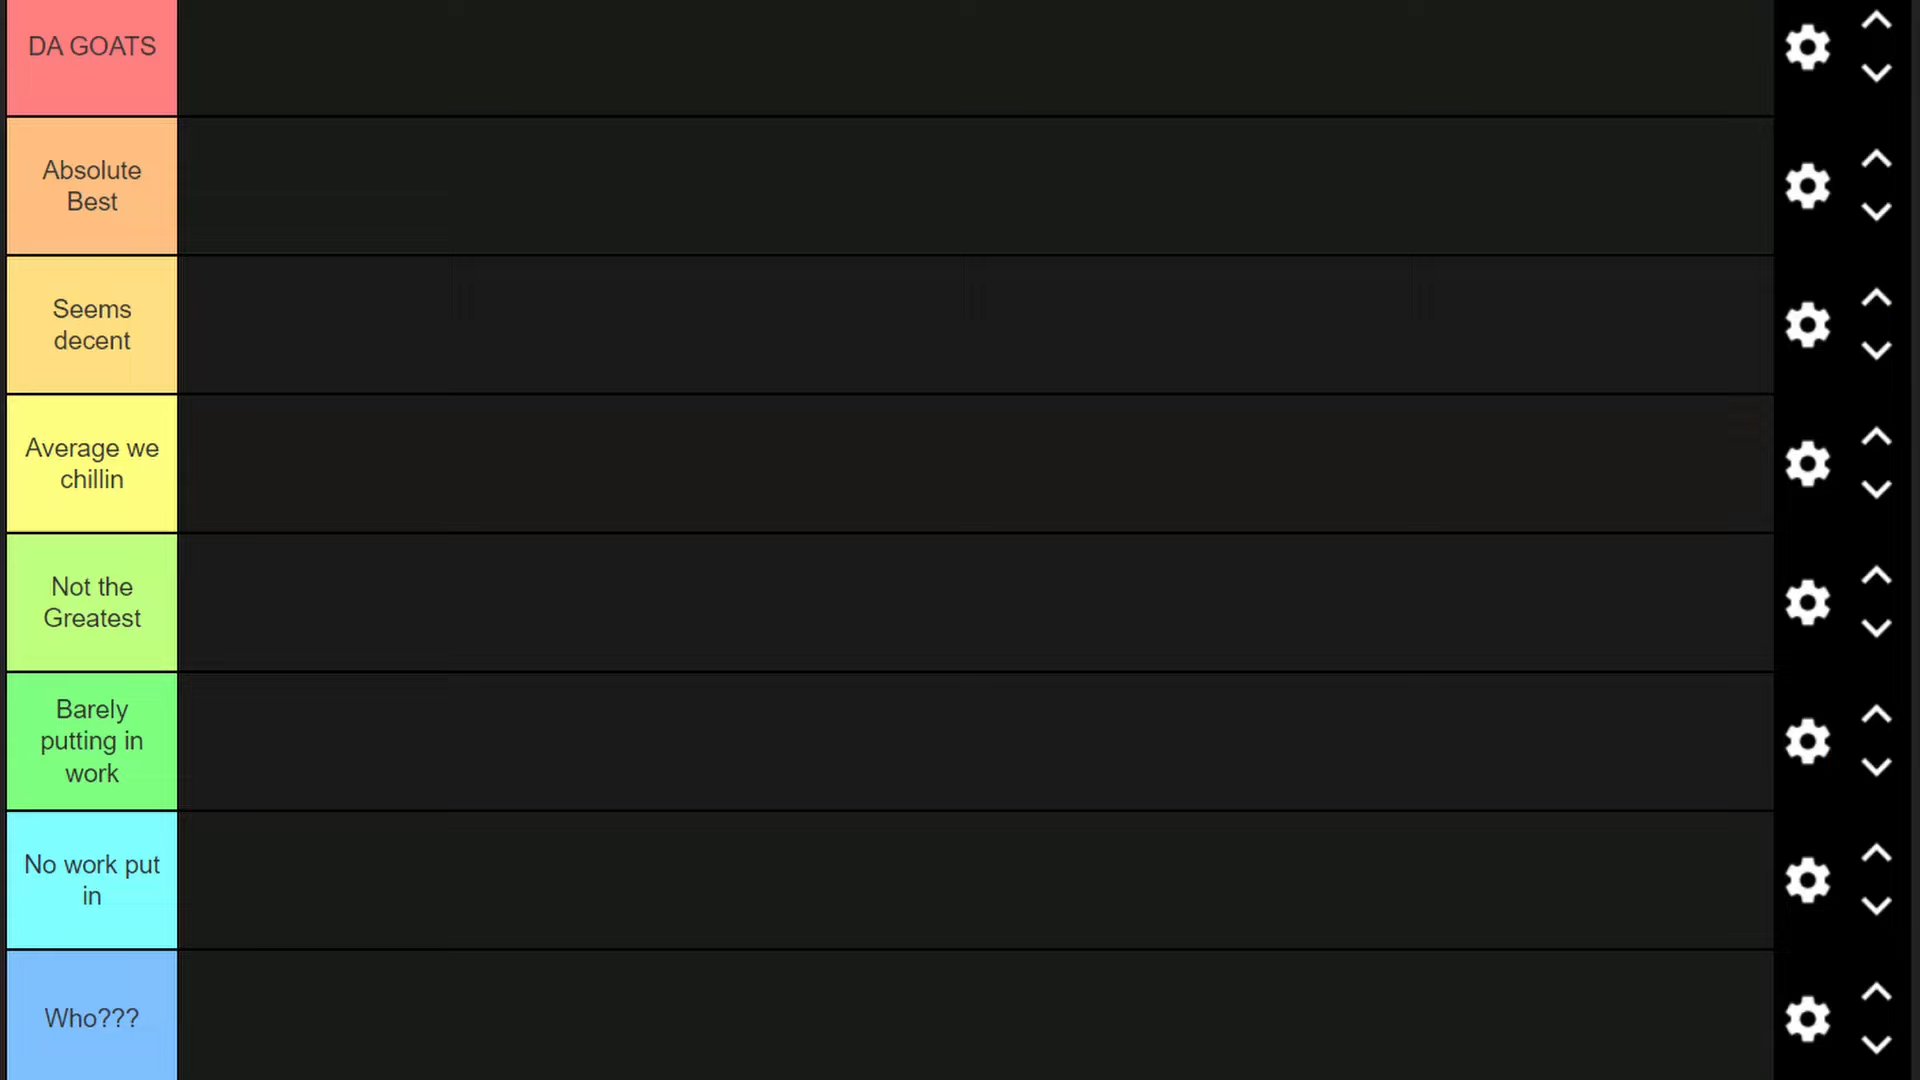 DA GOATS
Absolute
Best
Seems
decent
Average we
chillin
Not the
Greatest
Barely
putting in
work
No work put
in
Who???